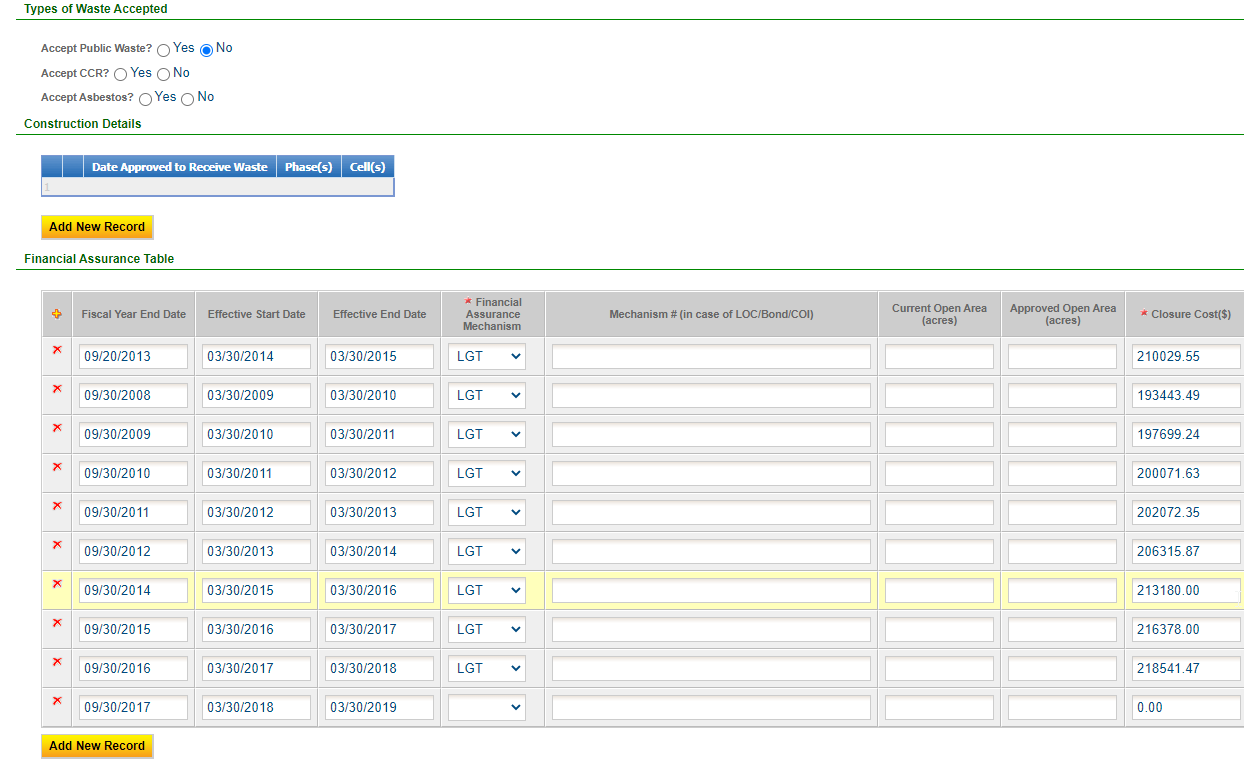 Types of Waste Accepted
Accept Public Waste? Yes No
Accept CCR? Yes No
Accept Asbestos? Yes No
Construction Details
Date Approved to Receive Waste Phase(s) Cell(s)
1
Add New Record
Financial Assurance Table
Fiscal Year End Date Effective Start Date Effective End Date * Financial Assurance Mechanism Mechanism # (in case of LOC/Bond/COI) Current Open Area (acres) Approved Open Area (acres) * Closure Cost($)
09/20/2013 03/30/2014 03/30/2015 LGT 210029.55
09/30/2008 03/30/2009 03/30/2010 LGT 193443.49
09/30/2009 03/30/2010 03/30/2011 LGT 197699.24
09/30/2010 03/30/2011 03/30/2012 LGT 200071.63
09/30/2011 03/30/2012 03/30/2013 LGT 202072.35
09/30/2012 03/30/2013 03/30/2014 LGT 206315.87
09/30/2014 03/30/2015 03/30/2016 LGT 213180.00
09/30/2015 03/30/2016 03/30/2017 LGT 216378.00
09/30/2016 03/30/2017 03/30/2018 LGT 218541.47
09/30/2017 03/30/2018 03/30/2019 0.00
Add New Record